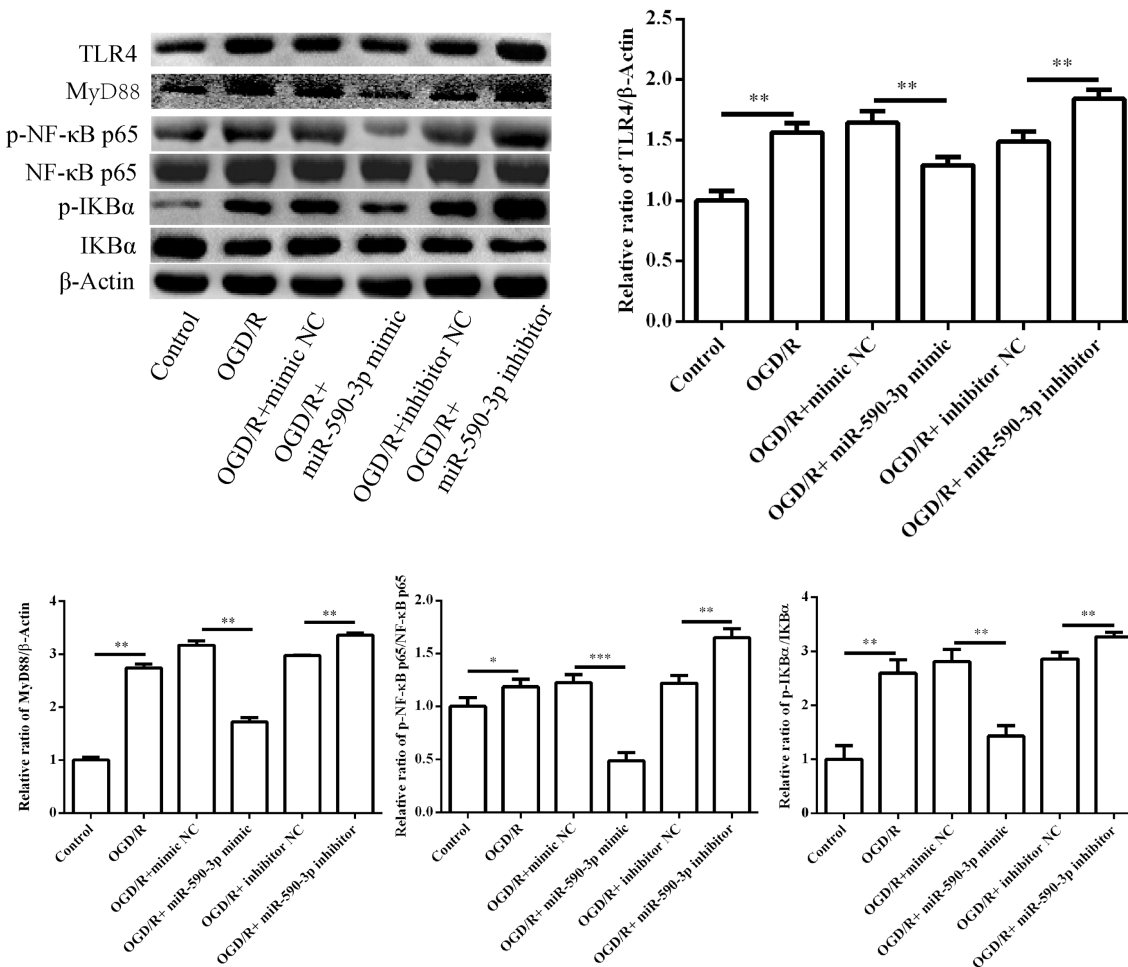 TLR4
MyD88
p-NF-κB p65
NF-κB p65
p-IKBα
IKBα
β-Actin
Control
OGD/R
OGD/R+mimic NC
OGD/R+
miR-590-3p mimic
OGD/R+inhibitor NC
OGD/R+
miR-590-3p inhibitor
Relative ratio of TLR4/β-Actin
2.5
2.0
1.5
1.0
0.5
0.0
**
**
**
Control
OGD/R
OGD/R+mimic NC
OGD/R+ miR-590-3p mimic
OGD/R+ inhibitor NC
OGD/R+ miR-590-3p inhibitor
Relative ratio of MyD88/β-Actin
4
3
2
1
0
**
**
**
Control
OGD/R
OGD/R+mimic NC
OGD/R+ miR-590-3p mimic
OGD/R+ inhibitor NC
OGD/R+ miR-590-3p inhibitor
Relative ratio of p-NF-κB p65/NF-κB p65
2.0
1.5
1.0
0.5
0.0
*
***
**
Control
OGD/R
OGD/R+mimic NC
OGD/R+ miR-590-3p mimic
OGD/R+ inhibitor NC
OGD/R+ miR-590-3p inhibitor
Relative ratio of p-IKBα/IKBα
4
3
2
1
0
**
**
**
Control
OGD/R
OGD/R+mimic NC
OGD/R+ miR-590-3p mimic
OGD/R+ inhibitor NC
OGD/R+ miR-590-3p inhibitor